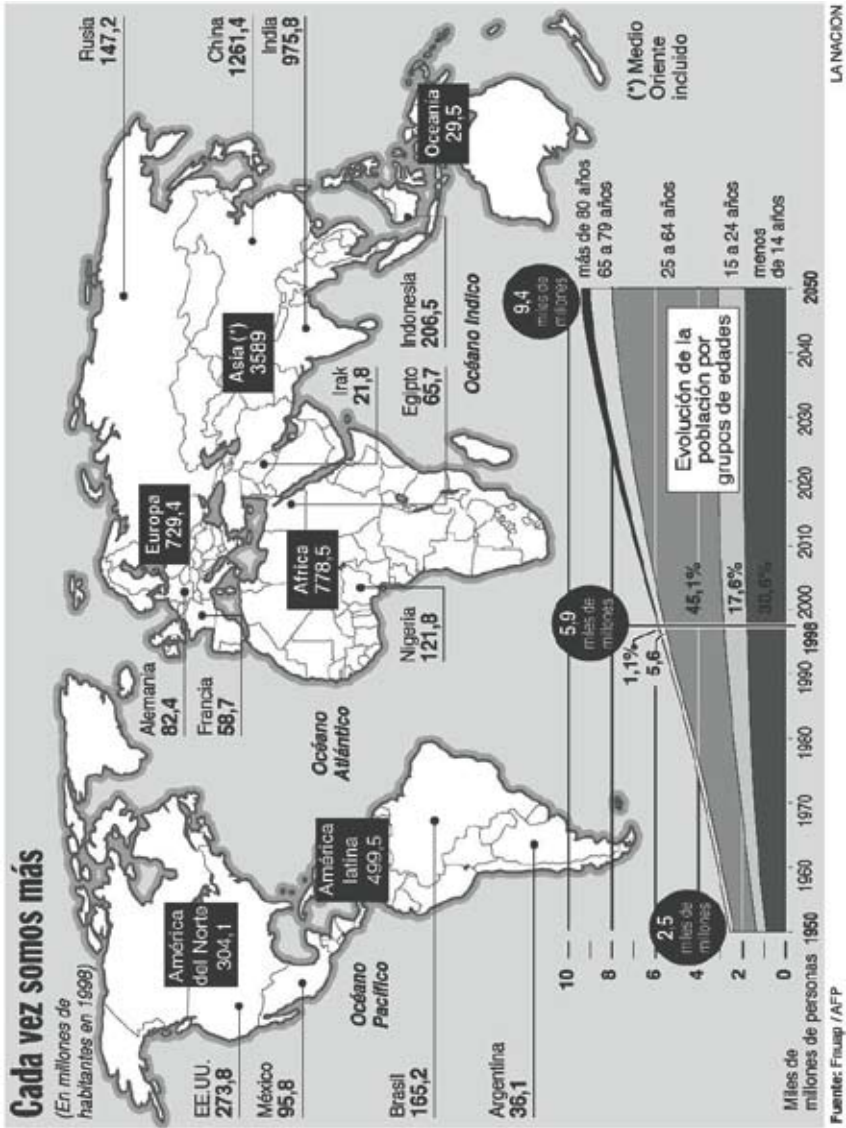 Cada vez somos más
(En millones de
habitantes en 1998)
América
del Norte
304,1
EE.UU.
273,8
México
95,8
Océano
Pacífico
América
latina
499,5
Brasil
165,2
Argentina
36,1
Alemania
82,4
Francia
58,7
Océano
Atlántico
Europa
729,4
Africa
778,5
Nigeria
121,8
Asia (*)
3589
Irak
21,8
Egipto
65,7
Indonesia
206,5
Océano Indico
Rusia
147,2
China
1261,4
India
975,8
Oceanía
29,5
(*) Medio
Oriente
incluido
10
8
6
4
2
0
Miles de
millones de personas
2,5
miles de
millones
5,9
miles de
millones
9,4
miles de
millones
1,1%
5,6
45,1%
17,6%
30,6%
Evolución de la
población por
grupos de edades
más de 80 años
65 a 79 años
25 a 64 años
15 a 24 años
menos
de 14 años
1950
1960
1970
1980
1990
1998
2000
2010
2020
2030
2040
2050
Fuente: Fnuap / AFP
LA NACION